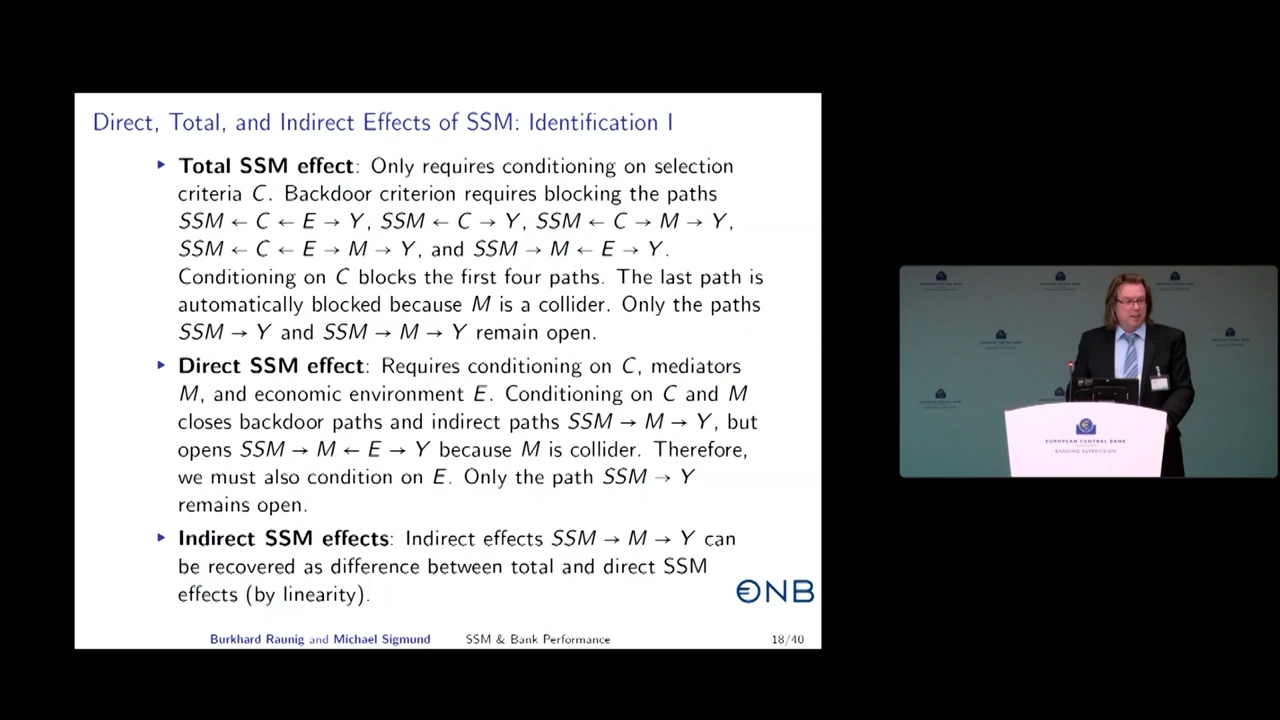 Direct, Total, and Indirect Effects of SSM: Identification I
▶ Total SSM effect: Only requires conditioning on selection
criteria C. Backdoor criterion requires blocking the paths
SSM ← C ← E → Y, SSM ← C → Y, SSM ← C → M → Y,
SSM ← C ← E → M → Y, and SSM → M ← E → Y.
Conditioning on C blocks the first four paths. The last path is
automatically blocked because M is a collider. Only the paths
SSM → Y and SSM → M → Y remain open.
▶ Direct SSM effect: Requires conditioning on C, mediators
M, and economic environment E. Conditioning on C and M
closes backdoor paths and indirect paths SSM → M → Y, but
opens SSM → M ← E → Y because M is collider. Therefore,
we must also condition on E. Only the path SSM → Y
remains open.
▶ Indirect SSM effects: Indirect effects SSM → M → Y can
be recovered as difference between total and direct SSM
effects (by linearity).
ONB
Burkhard Raunig and Michael Sigmund SSM & Bank Performance 18/40
EUROPEAN CENTRAL BANK
BANKING SUPERVISION